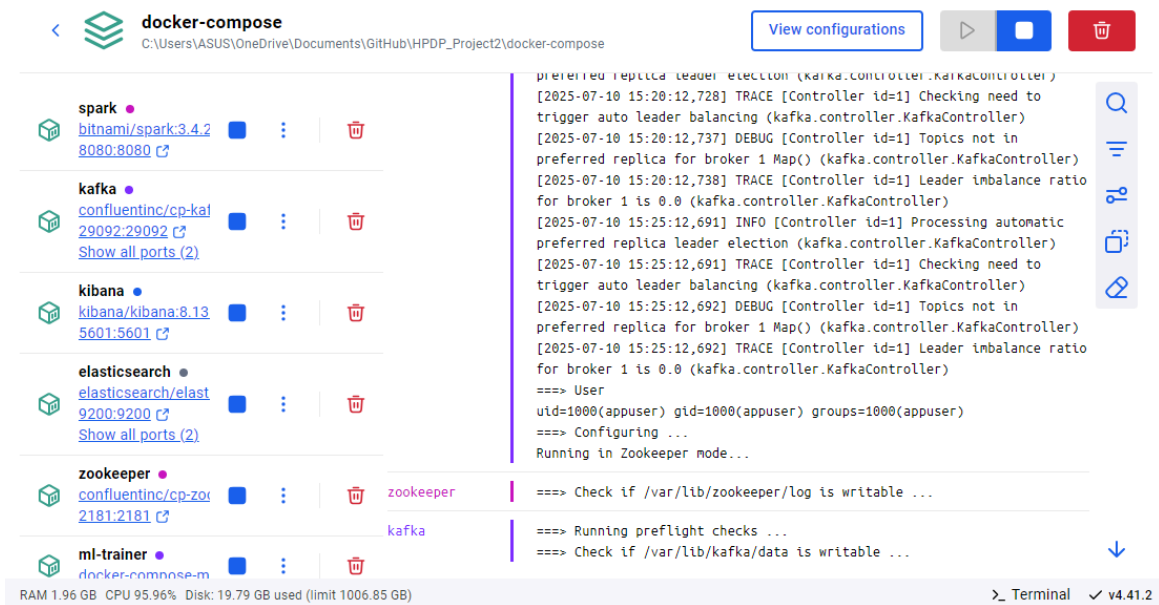 docker-compose
C:\Users\ASUS\OneDrive\Documents\GitHub\HPDP_Project2\docker-compose
View configurations
spark
bitnami/spark:3.4.2
8080:8080
kafka
confluentinc/cp-kaf
29092:29092
Show all ports (2)
kibana
kibana/kibana:8.13
5601:5601
elasticsearch
elasticsearch/elast
9200:9200
Show all ports (2)
zookeeper
confluentinc/cp-zoo
2181:2181
ml-trainer
docker-compose-m
preferred replica leader election (kafka.controller.KafkaController)
[2025-07-10 15:20:12,728] TRACE [Controller id=1] Checking need to
trigger auto leader balancing (kafka.controller.KafkaController)
[2025-07-10 15:20:12,737] DEBUG [Controller id=1] Topics not in
preferred replica for broker 1 Map() (kafka.controller.KafkaController)
[2025-07-10 15:20:12,738] TRACE [Controller id=1] Leader imbalance ratio
for broker 1 is 0.0 (kafka.controller.KafkaController)
[2025-07-10 15:25:12,691] INFO [Controller id=1] Processing automatic
preferred replica leader election (kafka.controller.KafkaController)
[2025-07-10 15:25:12,691] TRACE [Controller id=1] Checking need to
trigger auto leader balancing (kafka.controller.KafkaController)
[2025-07-10 15:25:12,692] DEBUG [Controller id=1] Topics not in
preferred replica for broker 1 Map() (kafka.controller.KafkaController)
[2025-07-10 15:25:12,692] TRACE [Controller id=1] Leader imbalance ratio
for broker 1 is 0.0 (kafka.controller.KafkaController)
===> User
uid=1000(appuser) gid=1000(appuser) groups=1000(appuser)
===> Configuring ...
Running in Zookeeper mode...
zookeeper ===> Check if /var/lib/zookeeper/log is writable ...
kafka ===> Running preflight checks ...
===> Check if /var/lib/kafka/data is writable ...
RAM 1.96 GB CPU 95.96% Disk: 19.79 GB used (limit 1006.85 GB) >_ Terminal v4.41.2